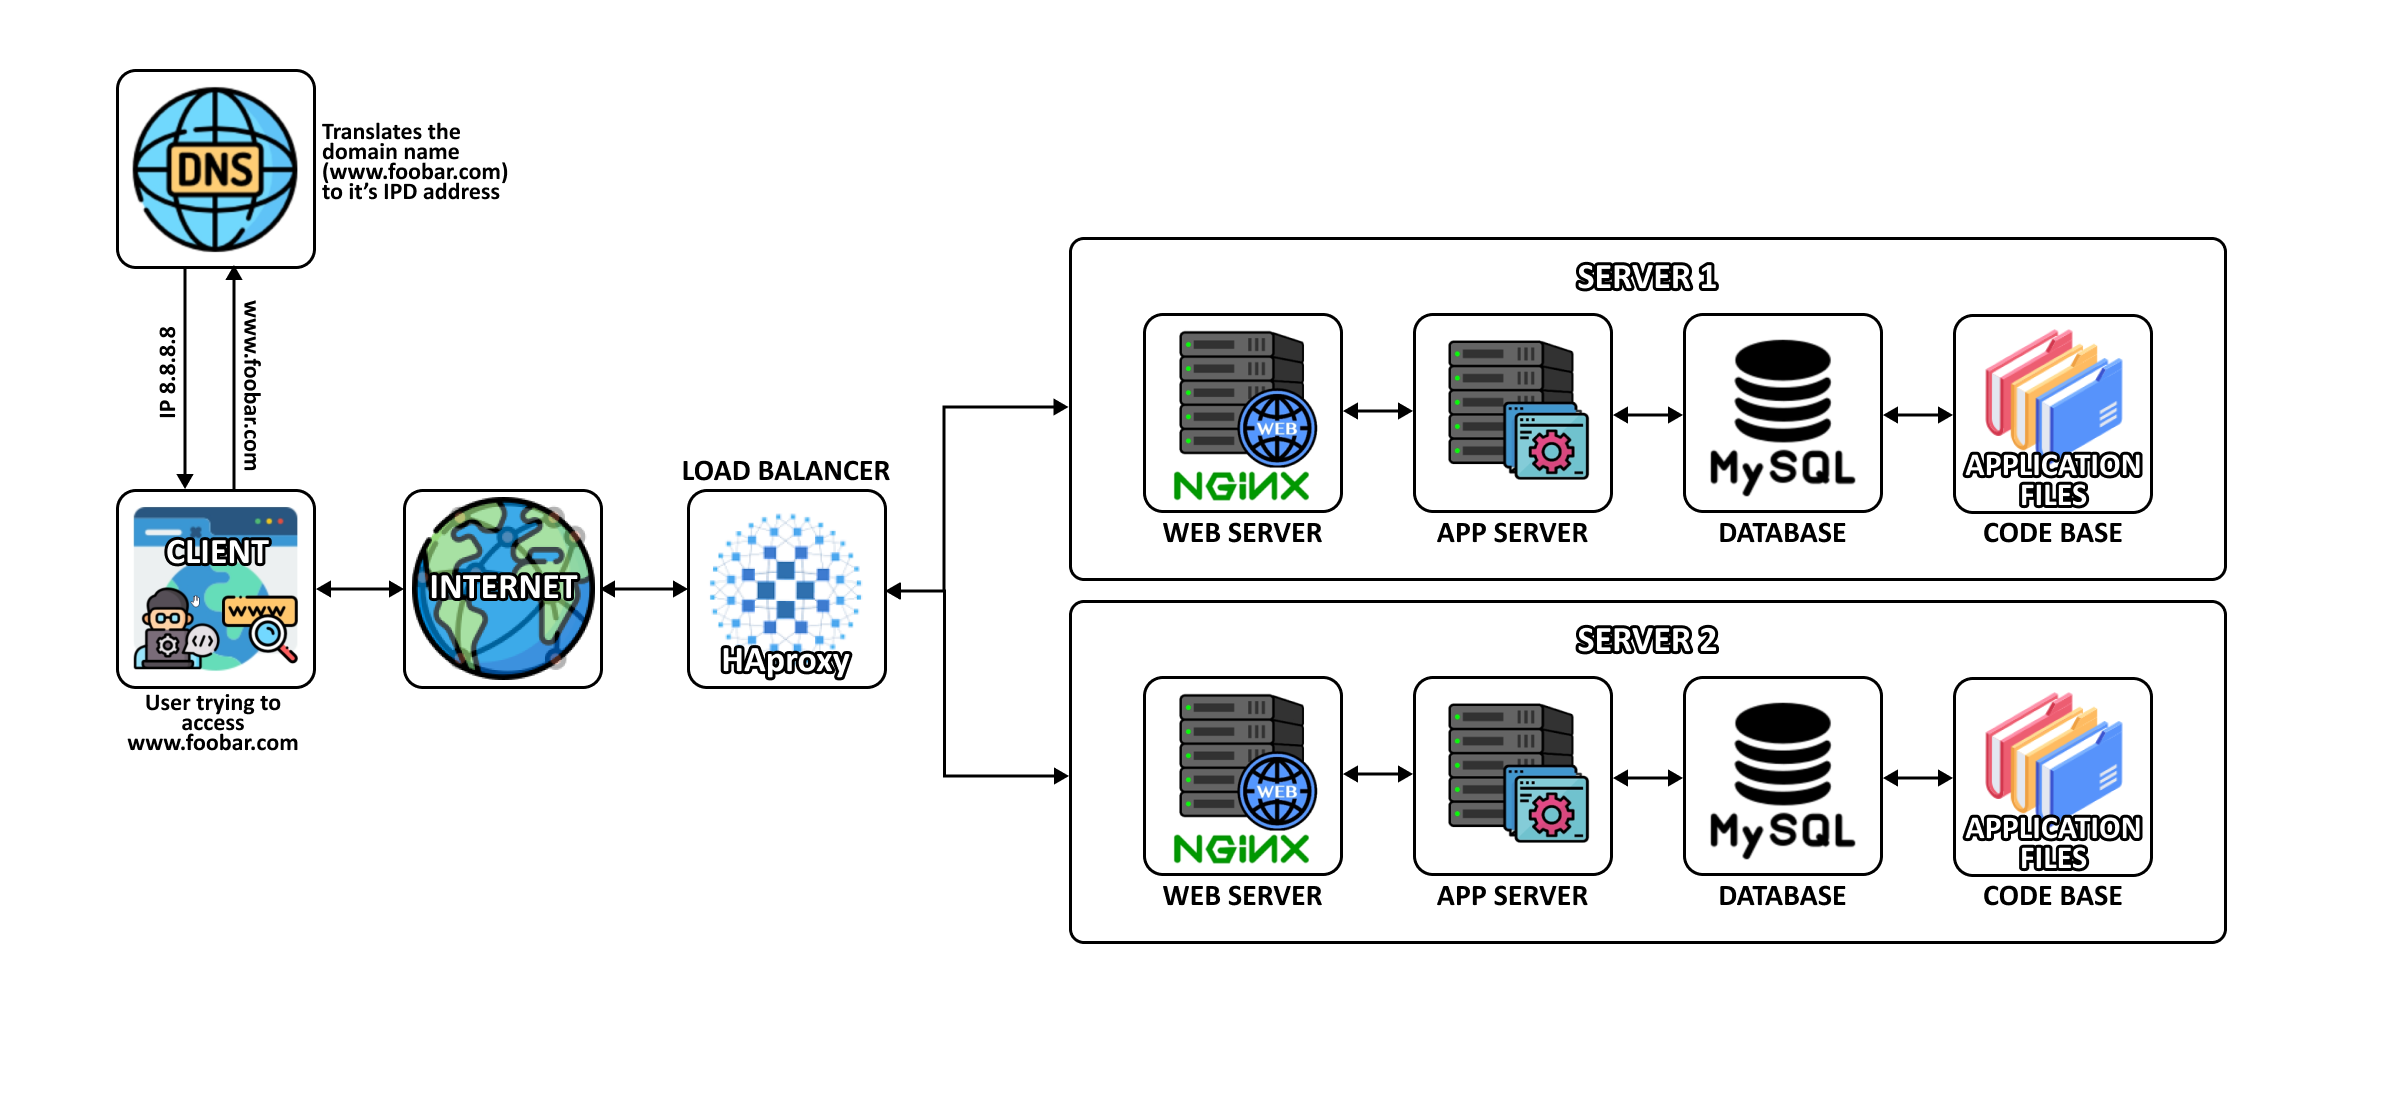 DNS
Translates the
domain name
(www.foobar.com)
to it's IPD address
IP 8.8.8.8
www.foobar.com
CLIENT
www
</>
User trying to
access
www.foobar.com
INTERNET
LOAD BALANCER
HAproxy
SERVER 1
WEB
NGiNX
WEB SERVER
APP SERVER
MySQL
DATABASE
APPLICATION
FILES
CODE BASE
SERVER 2
WEB
NGiNX
WEB SERVER
APP SERVER
MySQL
DATABASE
APPLICATION
FILES
CODE BASE